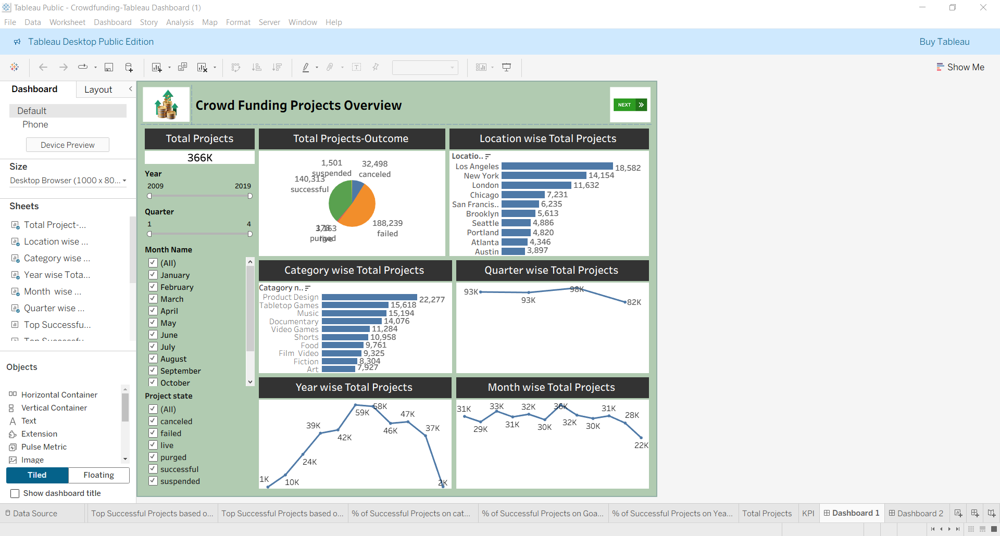 Tableau Public - Crowdfunding-Tableau Dashboard (1)
File Data Worksheet Dashboard Story Analysis Map Format Server Window Help
Tableau Desktop Public Edition
Buy Tableau
Show Me
Dashboard
Layout
Default
Phone
Device Preview
Size
Desktop Browser (1000 x 80...
Sheets
Total Project-...
Location wise ...
Category wise ...
Year wise Tota...
Month wise ...
Quarter wise ...
Top Successfu...
Objects
Horizontal Container
Vertical Container
Text
Extension
Pulse Metric
Image
Tiled
Floating
Show dashboard title
Crowd Funding Projects Overview
NEXT
Total Projects
366K
Year
2009 2019
Quarter
1 4
Month Name
(All)
January
February
March
April
May
June
July
August
September
October
Project state
(All)
canceled
failed
live
purged
successful
suspended
Total Projects-Outcome
1,501
suspended
32,498
canceled
140,313
successful
188,239
failed
purged
Location wise Total Projects
Locatio..
Los Angeles 18,582
New York 14,154
London 11,632
Chicago 7,231
San Francis.. 6,235
Brooklyn 5,613
Seattle 4,886
Portland 4,820
Atlanta 4,346
Austin 3,897
Category wise Total Projects
Catagory n..
Product Design 22,277
Tabletop Games 15,618
Music 15,194
Documentary 14,076
Video Games 11,284
Shorts 10,958
Food 9,761
Film Video 9,325
Fiction 8,304
Art 7,927
Quarter wise Total Projects
93K
93K
98K
82K
Year wise Total Projects
1K
10K
24K
39K
42K
59K
58K
46K
47K
37K
2K
Month wise Total Projects
31K
29K
33K
31K
32K
30K
36K
32K
30K
31K
28K
22K
Data Source
Top Successful Projects based o...
Top Successful Projects based o...
% of Successful Projects on cat...
% of Successful Projects on Goa...
% of Successful Projects on Yea...
Total Projects
KPI
Dashboard 1
Dashboard 2